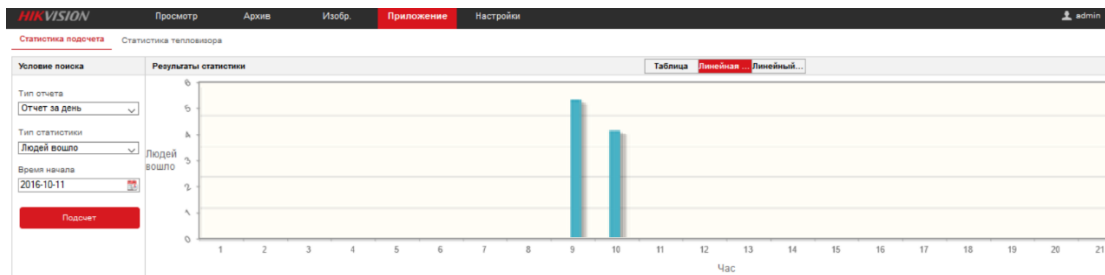 HIKVISION Просмотр Архив Изобр. Приложение Настройки admin
Статистика подсчета Статистика тепловизора
Условие поиска
Тип отчета
Отчет за день
Тип статистики
Людей вошло
Время начала
2016-10-11
Подсчет
Результаты статистики
Таблица Линейная ... Линейный...
6
5
4
3
2
1
0
Людей
вошло
1 2 3 4 5 6 7 8 9 10 11 12 13 14 15 16 17 18 19 20 21
Час